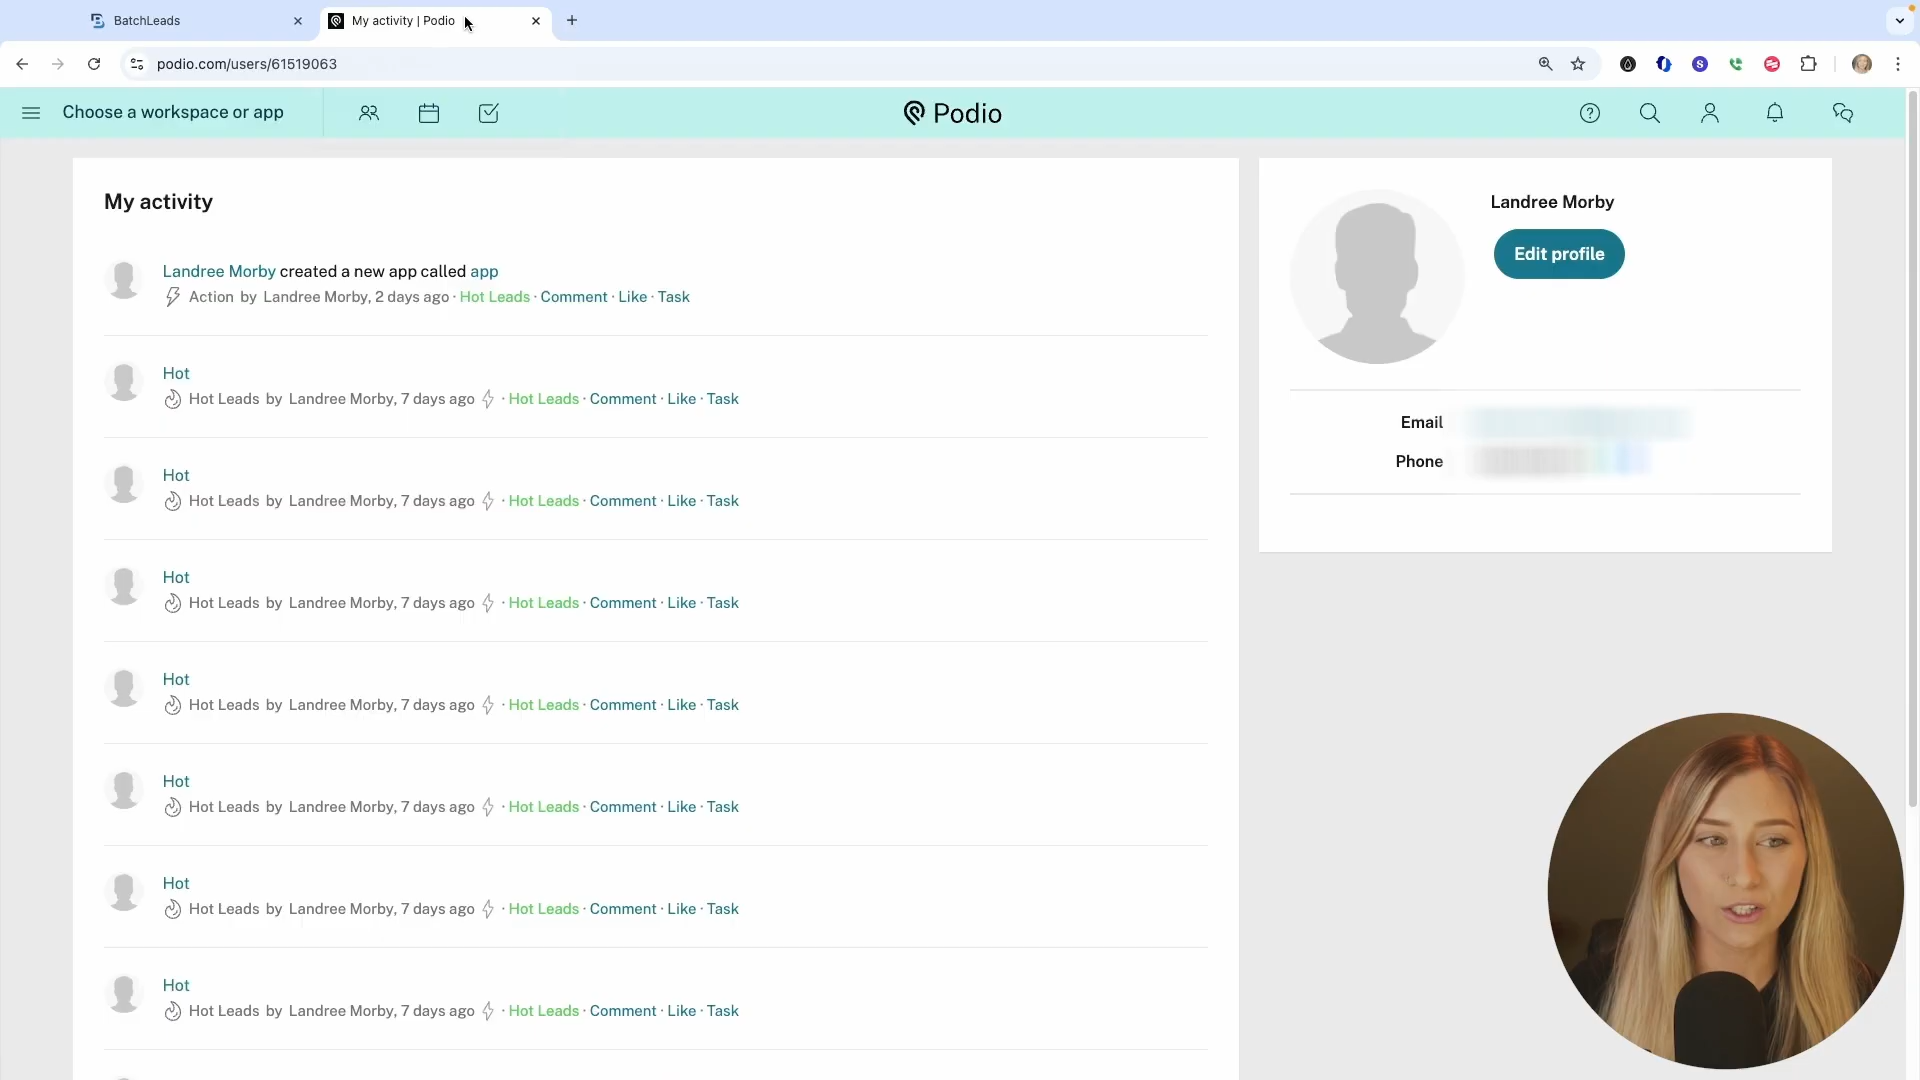 BatchLeads
My activity | Podio
podio.com/users/61519063
Choose a workspace or app
Podio
My activity
Landree Morby created a new app called app
Action by Landree Morby, 2 days ago · Hot Leads · Comment · Like · Task
Hot
Hot Leads by Landree Morby, 7 days ago · Hot Leads · Comment · Like · Task
Hot
Hot Leads by Landree Morby, 7 days ago · Hot Leads · Comment · Like · Task
Hot
Hot Leads by Landree Morby, 7 days ago · Hot Leads · Comment · Like · Task
Hot
Hot Leads by Landree Morby, 7 days ago · Hot Leads · Comment · Like · Task
Hot
Hot Leads by Landree Morby, 7 days ago · Hot Leads · Comment · Like · Task
Hot
Hot Leads by Landree Morby, 7 days ago · Hot Leads · Comment · Like · Task
Hot
Hot Leads by Landree Morby, 7 days ago · Hot Leads · Comment · Like · Task
Landree Morby
Edit profile
Email
Phone